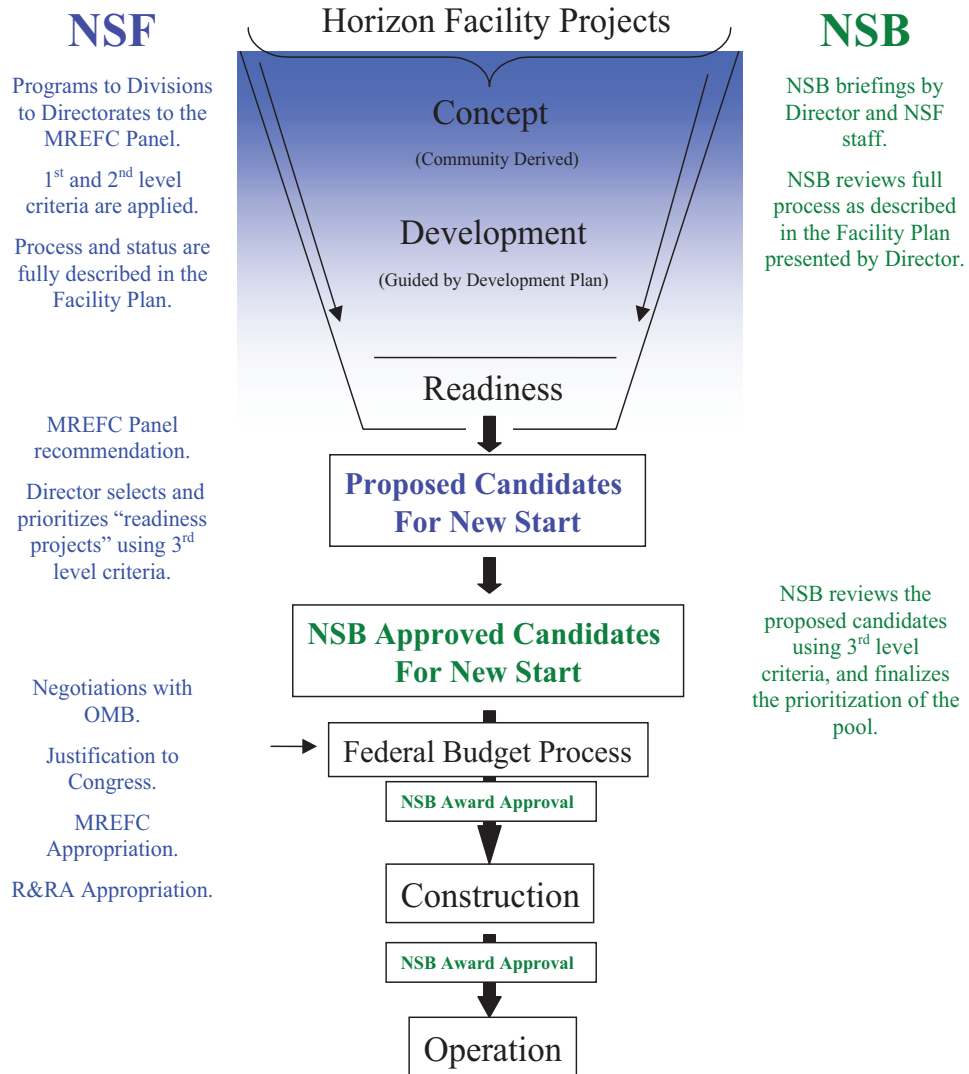 NSF
Programs to Divisions
to Directorates to the
MREFC Panel.
1st and 2nd level
criteria are applied.
Process and status are
fully described in the
Facility Plan.
MREFC Panel
recommendation.
Director selects and
prioritizes “readiness
projects” using 3rd
level criteria.
Negotiations with
OMB.
Justification to
Congress.
MREFC
Appropriation.
R&RA Appropriation.
Horizon Facility Projects
Concept
(Community Derived)
Development
(Guided by Development Plan)
Readiness
Proposed Candidates
For New Start
NSB Approved Candidates
For New Start
Federal Budget Process
NSB Award Approval
Construction
NSB Award Approval
Operation
NSB
NSB briefings by
Director and NSF
staff.
NSB reviews full
process as described
in the Facility Plan
presented by Director.
NSB reviews the
proposed candidates
using 3rd level
criteria, and finalizes
the prioritization of the
pool.